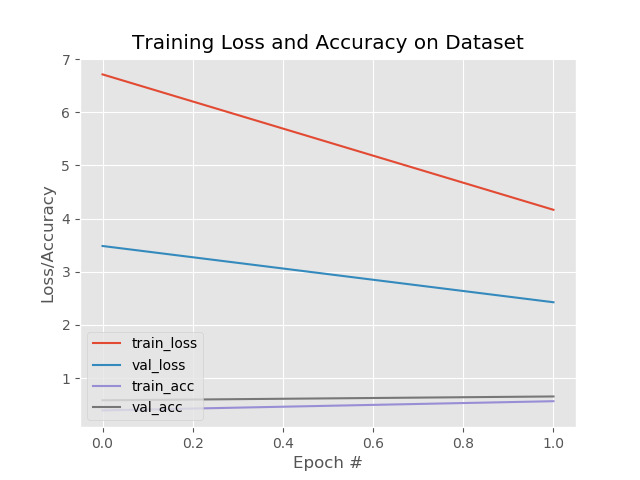 Training Loss and Accuracy on Dataset
7
6
5
4
3
2
1
Loss/Accuracy
train_loss
val_loss
train_acc
val_acc
0.0 0.2 0.4 0.6 0.8 1.0
Epoch #